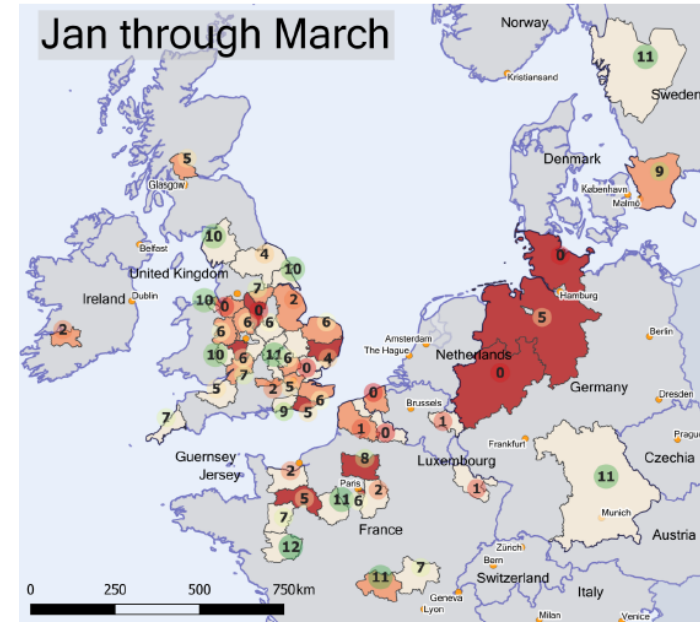 Jan through March
Norway
11
Kristiansand
Sweden
5
Denmark
9
Glasgow
København
Malmö
10
4
0
Belfast
10
United Kingdom
7
Hamburg
Ireland
Dublin
10
0
0
2
5
2
6
6
6
6
Berlin
Amsterdam
The Hague
Netherlands
10
6
11
6
4
7
0
0
Germany
5
2
5
6
0
Dresden
7
9
5
Brussels
1
1
0
Frankfurt
Prague
Guernsey
Jersey
Luxembourg
Czechia
2
8
Paris
2
1
11
5
11
6
7
Munich
12
France
Austria
Zürich
Bern
11
7
Switzerland
Italy
Geneva
Lyon
Milan
Venice
0
250
500
750km